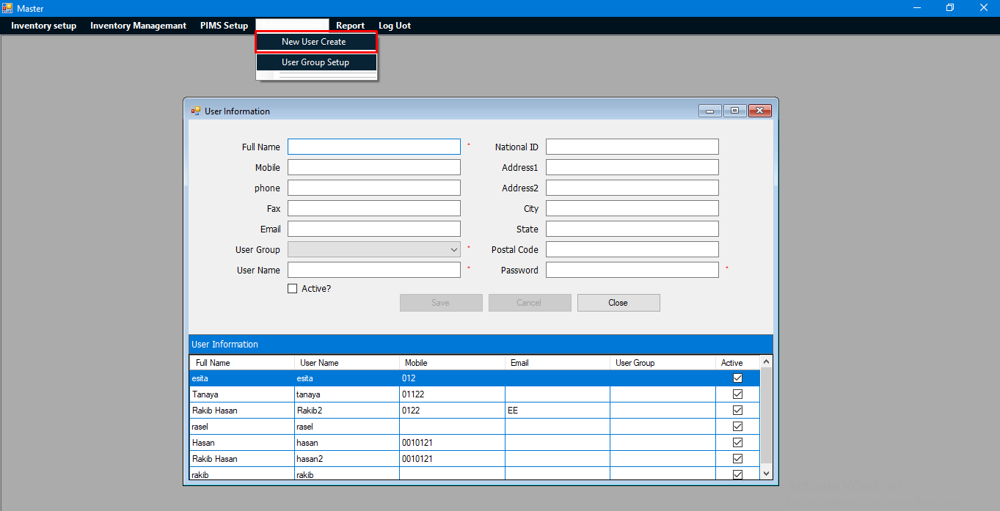 Master
Inventory setup Inventory Managemant PIMS Setup Report Log Uot
New User Create
User Group Setup
User Information
Full Name * National ID
Mobile Address1
phone Address2
Fax City
Email State
User Group * Postal Code
User Name * Password *
Active?
Save Cancel Close
User Information
Full Name User Name Mobile Email User Group Active
esita esita 012
Tanaya tanaya 01122
Rakib Hasan Rakib2 0122 EE
rasel rasel
Hasan hasan 0010121
Rakib Hasan hasan2 0010121
rakib rakib
Activate Windows